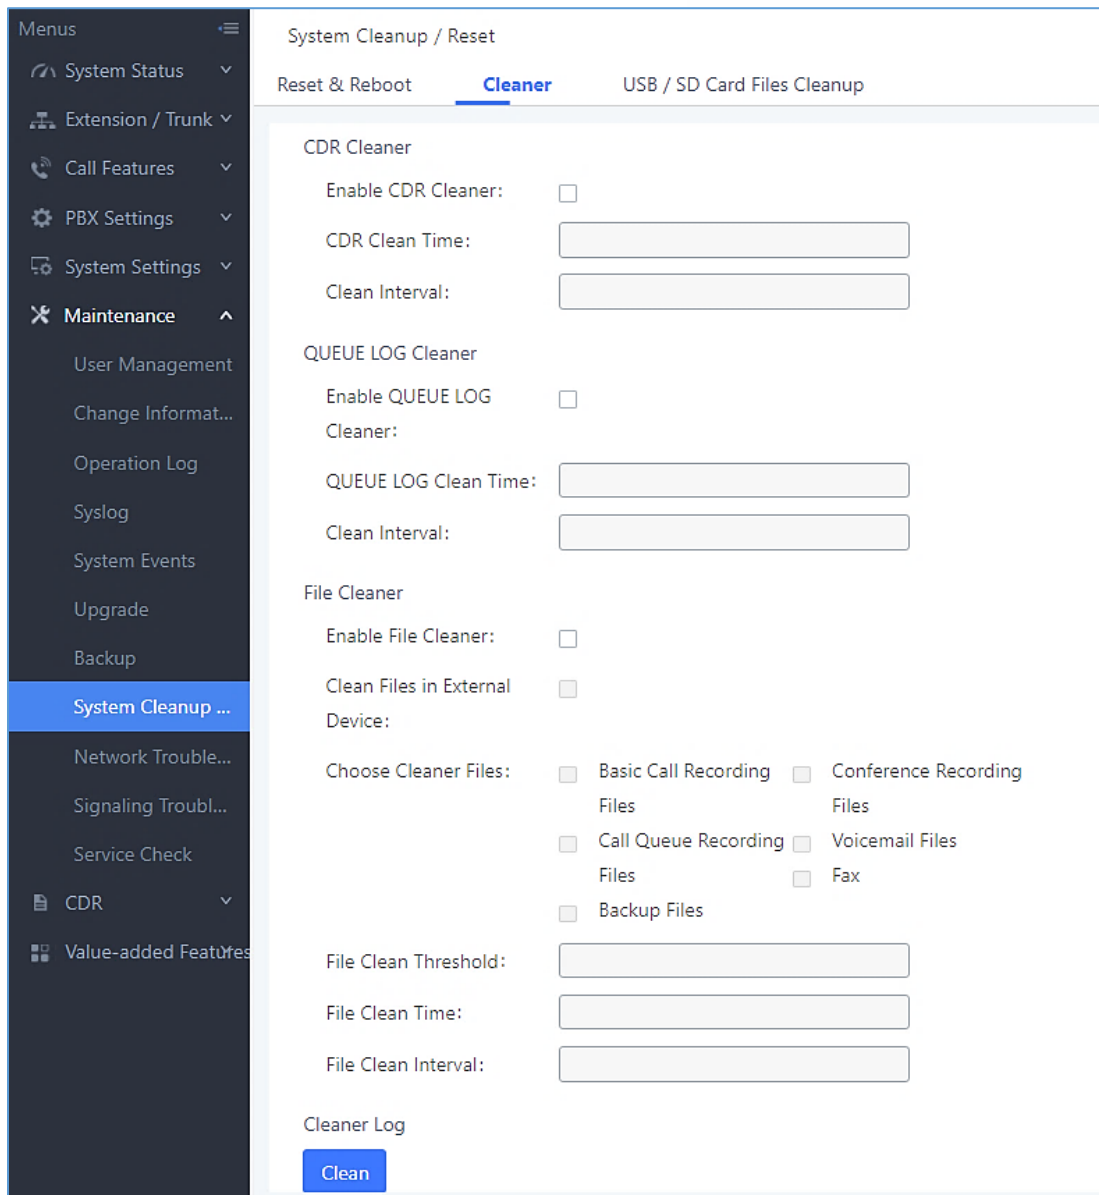 Menus
System Status
Extension / Trunk
Call Features
PBX Settings
System Settings
Maintenance
User Management
Change Informat...
Operation Log
Syslog
System Events
Upgrade
Backup
System Cleanup ...
Network Trouble...
Signaling Troubl...
Service Check
CDR
Value-added Features
System Cleanup / Reset
Reset & Reboot
Cleaner
USB / SD Card Files Cleanup
CDR Cleaner
Enable CDR Cleaner:
CDR Clean Time:
Clean Interval:
QUEUE LOG Cleaner
Enable QUEUE LOG
Cleaner:
QUEUE LOG Clean Time:
Clean Interval:
File Cleaner
Enable File Cleaner:
Clean Files in External
Device:
Choose Cleaner Files:
Basic Call Recording
Files
Conference Recording
Files
Call Queue Recording
Files
Voicemail Files
Fax
Backup Files
File Clean Threshold:
File Clean Time:
File Clean Interval:
Cleaner Log
Clean